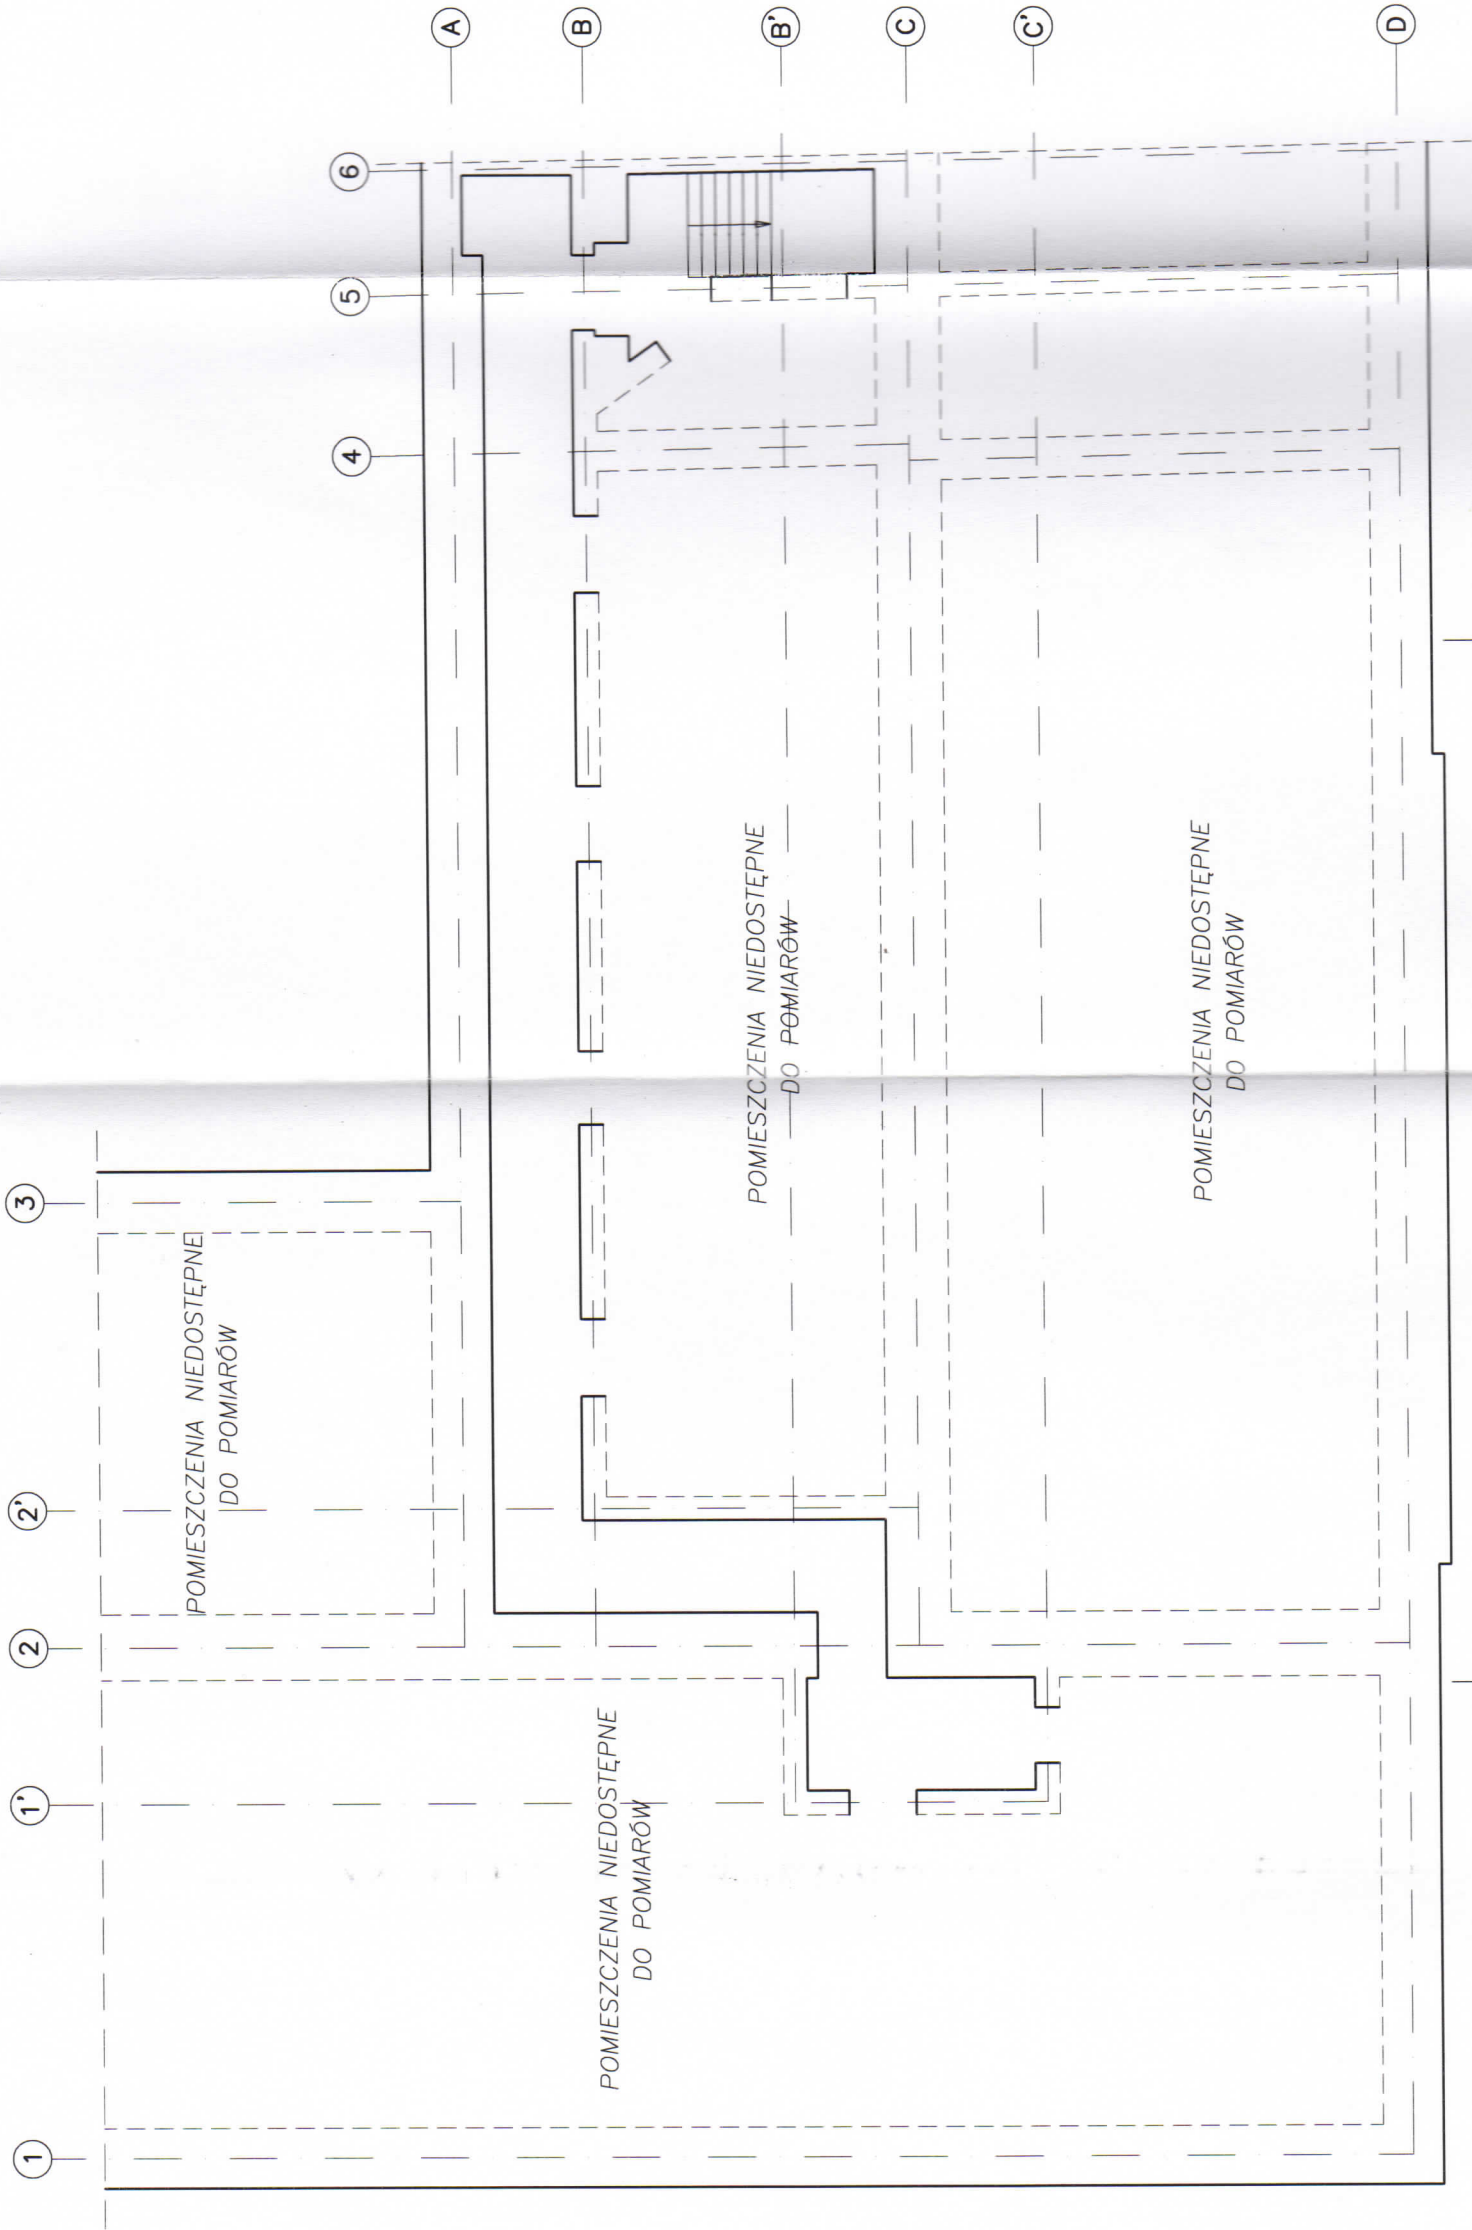 A
B
B'
C
C'
D
6
5
4
3
2'
2
1'
1
POMIESZCZENIA NIEDOSTĘPNE
DO POMIARÓW
POMIESZCZENIA NIEDOSTĘPNE
DO POMIARÓW
POMIESZCZENIA NIEDOSTĘPNE
DO POMIARÓW
POMIESZCZENIA NIEDOSTĘPNE
DO POMIARÓW